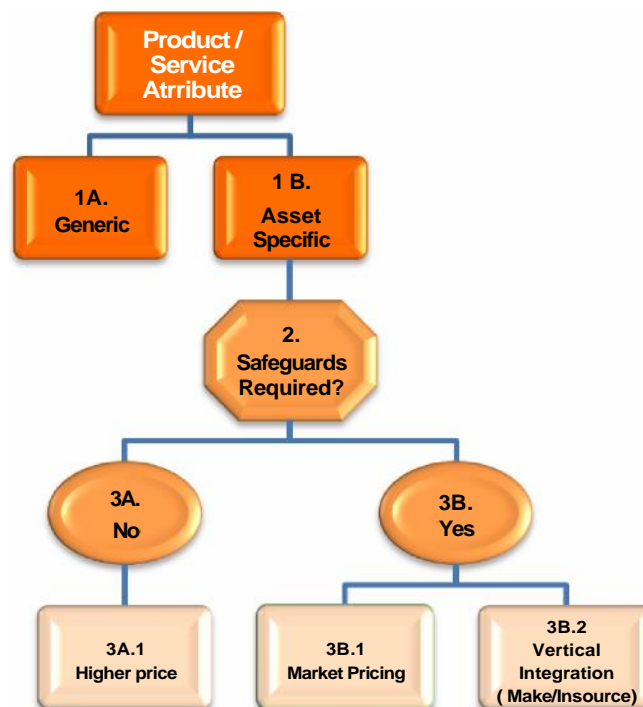 Product /
Service
Atrribute
1A.
Generic
1 B.
Asset
Specific
2.
Safeguards
Required?
3A.
No
3B.
Yes
3A.1
Higher price
3B.1
Market Pricing
3B.2
Vertical
Integration
( Make/Insource)